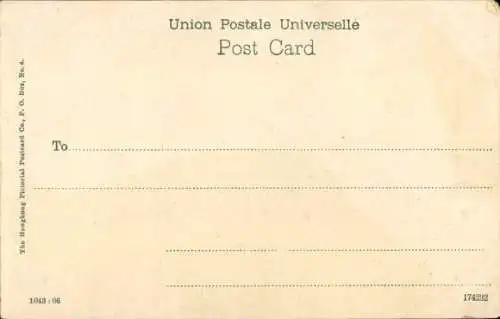 Union Postale Universelle
Post Card
The Hongkong Pictorial Postcard Co., P. O. Box, No. 4.
To
1043 : 06
174232